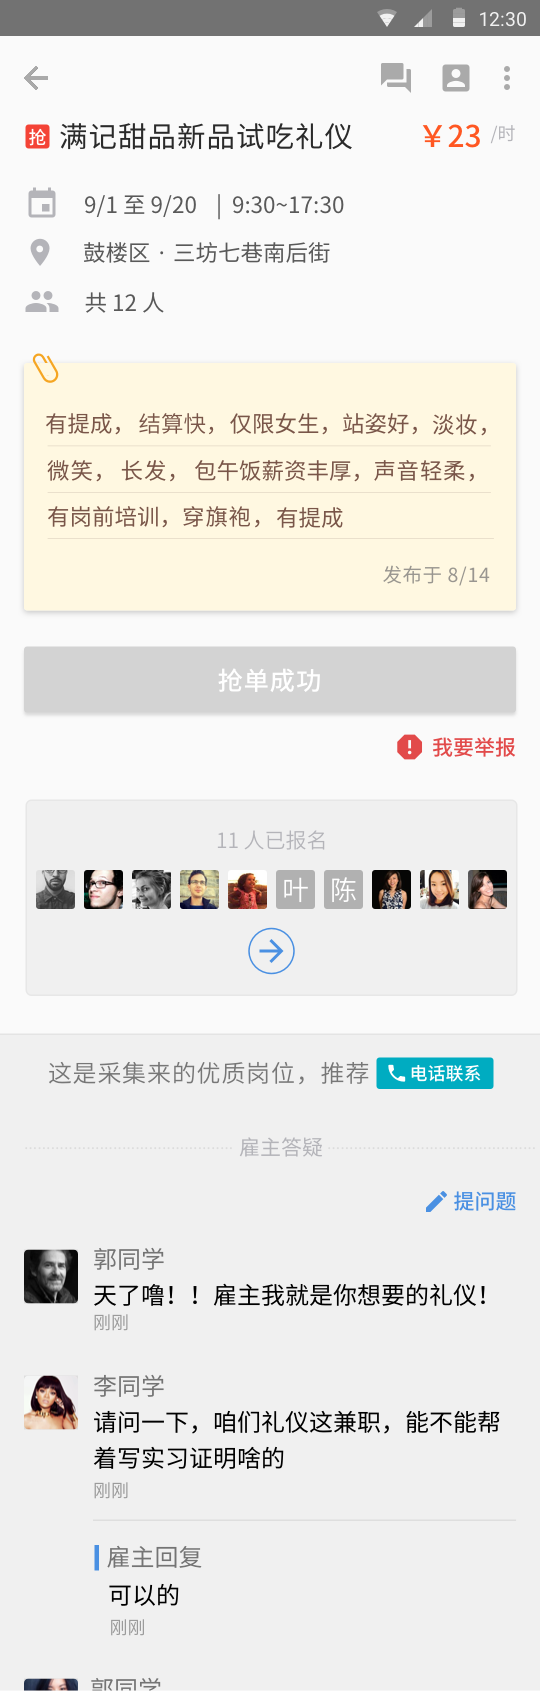 12:30
抢 满记甜品新品试吃礼仪 ￥23 /时
9/1 至 9/20 | 9:30~17:30
鼓楼区 · 三坊七巷南后街
共 12 人
有提成，结算快，仅限女生，站姿好，淡妆，
微笑， 长发， 包午饭薪资丰厚，声音轻柔，
有岗前培训，穿旗袍，有提成
发布于 8/14
抢单成功
我要举报
11 人已报名
叶 陈
这是采集来的优质岗位，推荐 电话联系
雇主答疑
提问题
郭同学
天了噜！！雇主我就是你想要的礼仪！
刚刚
李同学
请问一下，咱们礼仪这兼职，能不能帮
着写实习证明啥的
刚刚
雇主回复
可以的
刚刚
郭同学